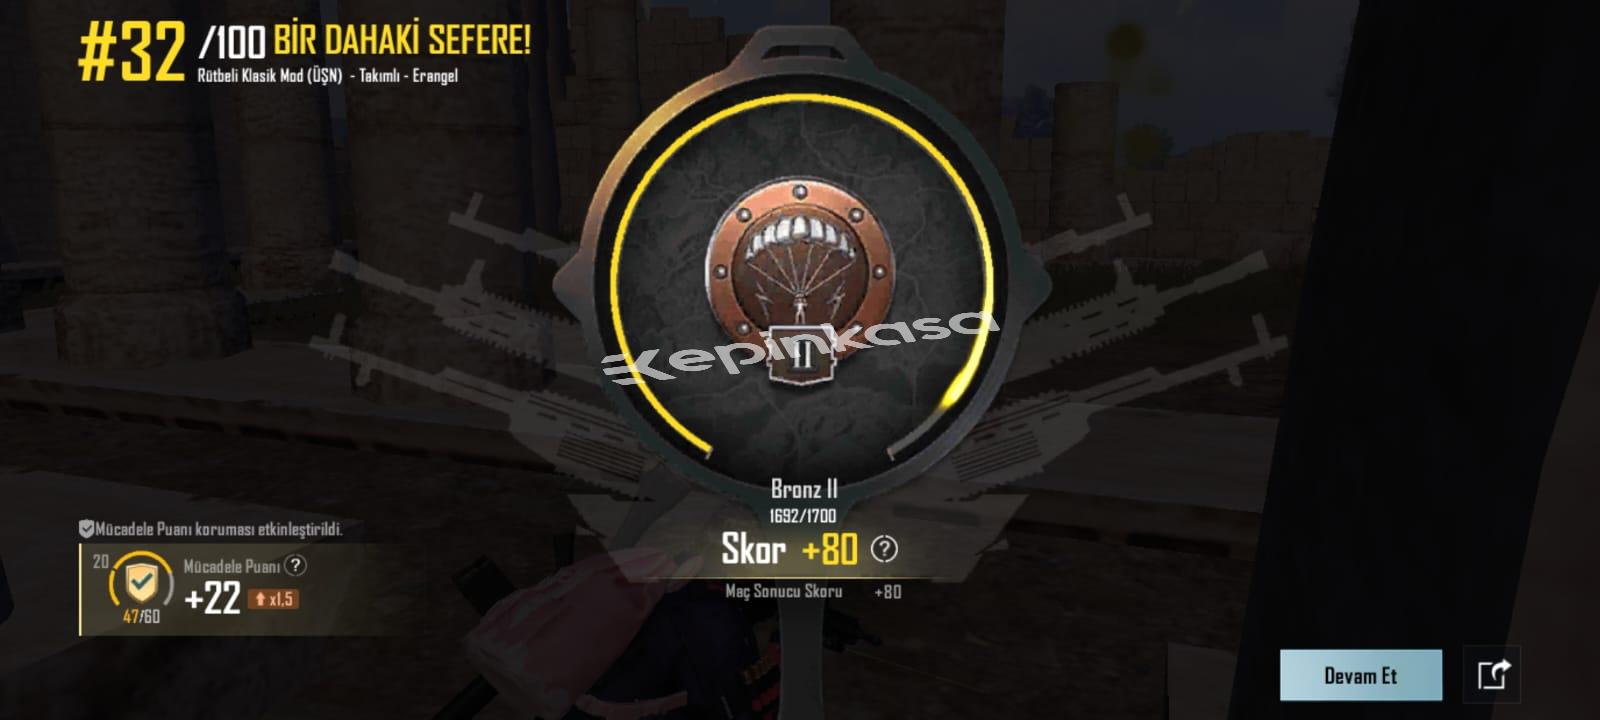 #32 /100 BİR DAHAKİ SEFERE!
Rütbeli Klasik Mod (ÜŞN) - Takımlı - Erangel
II
kepinkasa
Bronz II
1692/1700
Skor +80 ?
Maç Sonucu Skoru +80
Mücadele Puanı koruması etkinleştirildi.
20
Mücadele Puanı ?
+22 x1,5
47/60
Devam Et